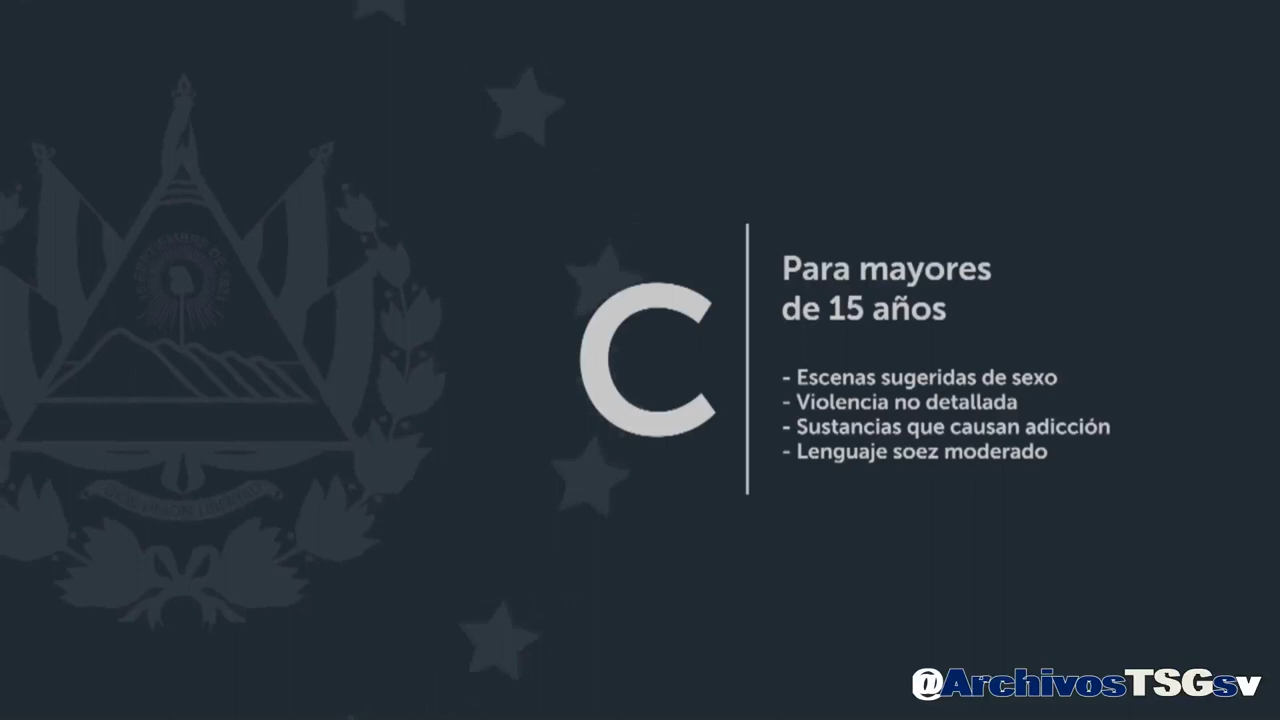 C
Para mayores
de 15 años
- Escenas sugeridas de sexo
- Violencia no detallada
- Sustancias que causan adicción
- Lenguaje soez moderado
@ArchivosTSGsv